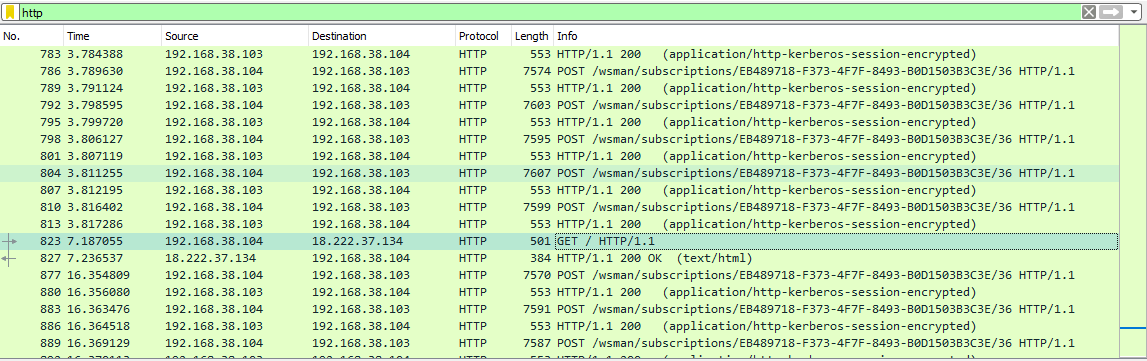 http
No. Time Source Destination Protocol Length Info
783 3.784388 192.168.38.103 192.168.38.104 HTTP 553 HTTP/1.1 200 (application/http-kerberos-session-encrypted)
786 3.789630 192.168.38.104 192.168.38.103 HTTP 7574 POST /wsman/subscriptions/EB489718-F373-4F7F-8493-B0D1503B3C3E/36 HTTP/1.1
789 3.791124 192.168.38.103 192.168.38.104 HTTP 553 HTTP/1.1 200 (application/http-kerberos-session-encrypted)
792 3.798595 192.168.38.104 192.168.38.103 HTTP 7603 POST /wsman/subscriptions/EB489718-F373-4F7F-8493-B0D1503B3C3E/36 HTTP/1.1
795 3.799720 192.168.38.103 192.168.38.104 HTTP 553 HTTP/1.1 200 (application/http-kerberos-session-encrypted)
798 3.806127 192.168.38.104 192.168.38.103 HTTP 7595 POST /wsman/subscriptions/EB489718-F373-4F7F-8493-B0D1503B3C3E/36 HTTP/1.1
801 3.807119 192.168.38.103 192.168.38.104 HTTP 553 HTTP/1.1 200 (application/http-kerberos-session-encrypted)
804 3.811255 192.168.38.104 192.168.38.103 HTTP 7607 POST /wsman/subscriptions/EB489718-F373-4F7F-8493-B0D1503B3C3E/36 HTTP/1.1
807 3.812195 192.168.38.103 192.168.38.104 HTTP 553 HTTP/1.1 200 (application/http-kerberos-session-encrypted)
810 3.816402 192.168.38.104 192.168.38.103 HTTP 7599 POST /wsman/subscriptions/EB489718-F373-4F7F-8493-B0D1503B3C3E/36 HTTP/1.1
813 3.817286 192.168.38.103 192.168.38.104 HTTP 553 HTTP/1.1 200 (application/http-kerberos-session-encrypted)
823 7.187055 192.168.38.104 18.222.37.134 HTTP 501 GET / HTTP/1.1
827 7.236537 18.222.37.134 192.168.38.104 HTTP 384 HTTP/1.1 200 OK (text/html)
877 16.354809 192.168.38.104 192.168.38.103 HTTP 7570 POST /wsman/subscriptions/EB489718-F373-4F7F-8493-B0D1503B3C3E/36 HTTP/1.1
880 16.356080 192.168.38.103 192.168.38.104 HTTP 553 HTTP/1.1 200 (application/http-kerberos-session-encrypted)
883 16.363476 192.168.38.104 192.168.38.103 HTTP 7591 POST /wsman/subscriptions/EB489718-F373-4F7F-8493-B0D1503B3C3E/36 HTTP/1.1
886 16.364518 192.168.38.103 192.168.38.104 HTTP 553 HTTP/1.1 200 (application/http-kerberos-session-encrypted)
889 16.369129 192.168.38.104 192.168.38.103 HTTP 7587 POST /wsman/subscriptions/EB489718-F373-4F7F-8493-B0D1503B3C3E/36 HTTP/1.1